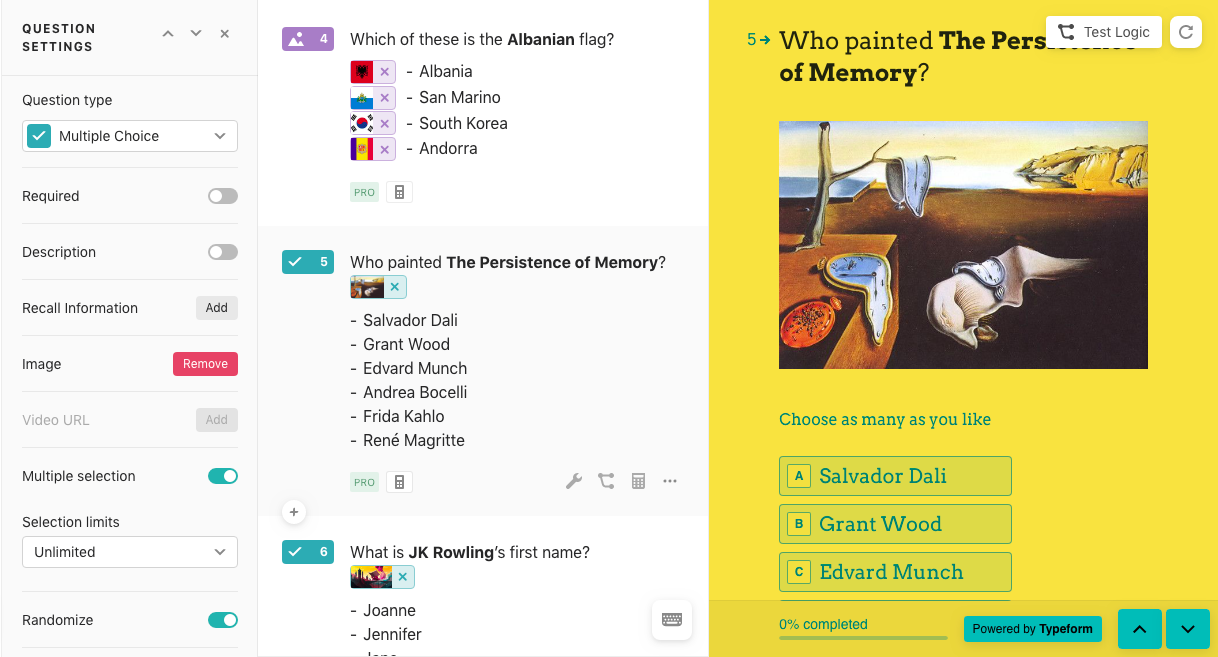 QUESTION
SETTINGS
Question type
Multiple Choice
Required
Description
Recall Information
Add
Image
Remove
Video URL
Add
Multiple selection
Selection limits
Unlimited
Randomize
4
Which of these is the Albanian flag?
- Albania
- San Marino
- South Korea
- Andorra
PRO
5
Who painted The Persistence of Memory?
- Salvador Dali
- Grant Wood
- Edvard Munch
- Andrea Bocelli
- Frida Kahlo
- René Magritte
PRO
6
What is JK Rowling's first name?
- Joanne
- Jennifer
Test Logic
5
Who painted The Persistence
of Memory?
Choose as many as you like
A Salvador Dali
B Grant Wood
C Edvard Munch
0% completed
Powered by Typeform